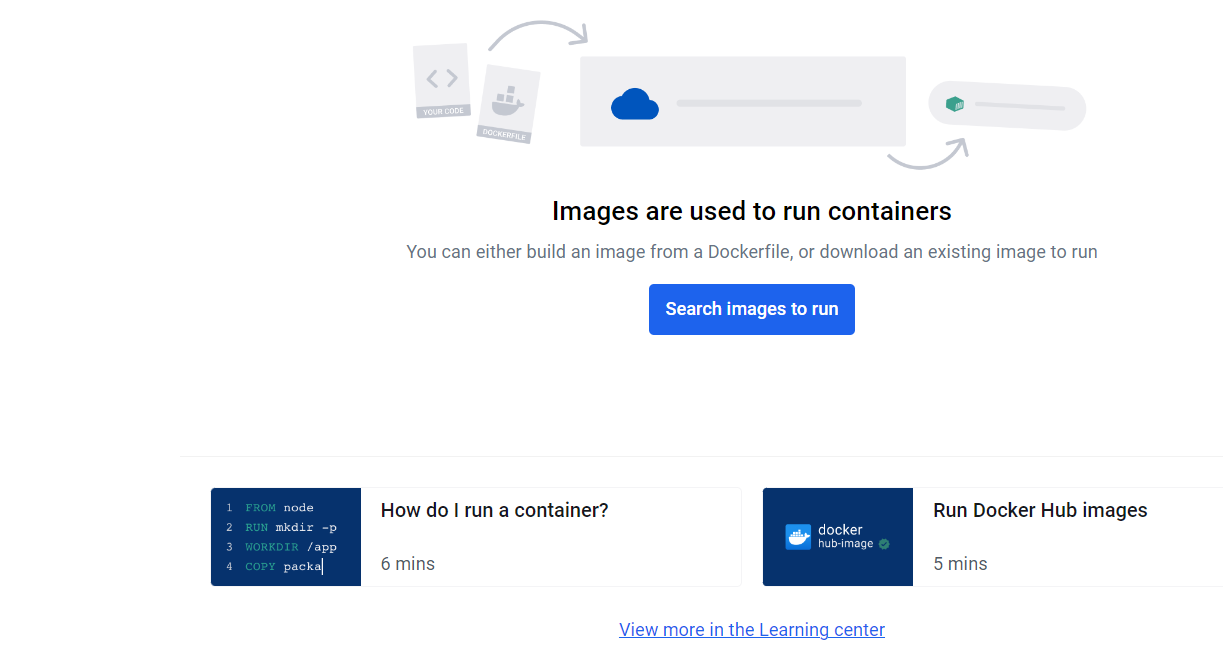 YOUR CODE
DOCKERFILE
Images are used to run containers
You can either build an image from a Dockerfile, or download an existing image to run
Search images to run
1 FROM node
2 RUN mkdir -p
3 WORKDIR /app
4 COPY packa
How do I run a container?
6 mins
docker
hub-image
Run Docker Hub images
5 mins
View more in the Learning center